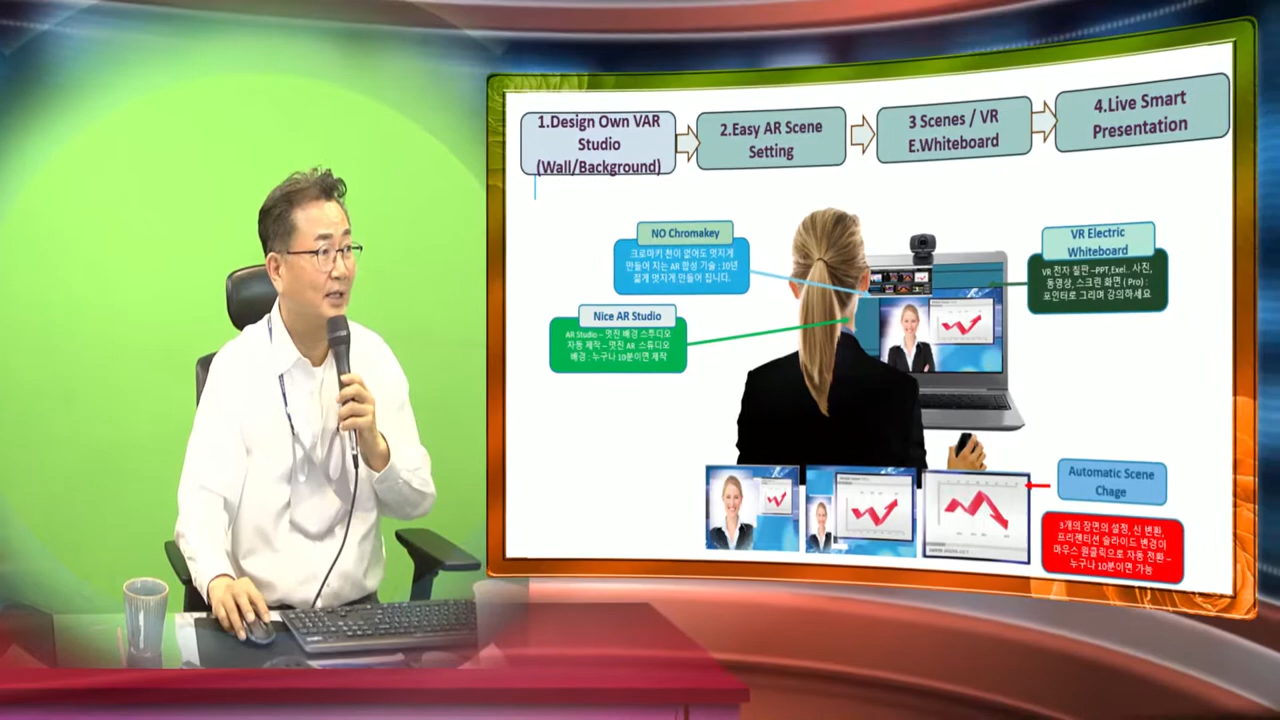 1.Design Own VAR
Studio
(Wall/Background)
2.Easy AR Scene
Setting
3 Scenes / VR
E.Whiteboard
4.Live Smart
Presentation
NO Chromakey
크로마키 천이 없어도 멋지게
만들어 지는 AR 합성 기술 : 10년
젊게 멋지게 만들어 집니다.
Nice AR Studio
AR Studio – 멋진 배경 스투디오
자동 제작 – 멋진 AR 스튜디오
배경 : 누구나 10분이면 제작
VR Electric
Whiteboard
VR 전자 칠판 –PPT,Exel.. 사진,
동영상, 스크린 화면 ( Pro) :
포인터로 그리며 강의하세요
Automatic Scene
Chage
3개의 장면의 설정, 신 변환,
프리젠티션 슬라이드 변경이
마우스 원클릭으로 자동 전환 –
누구나 10분이면 가능